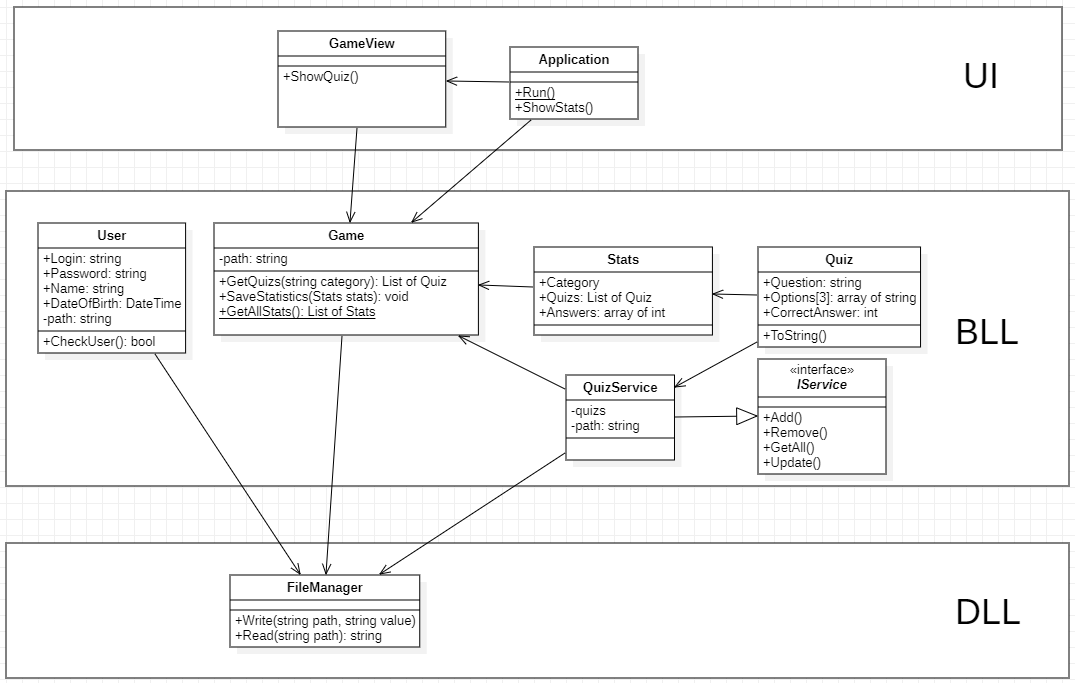 GameView
+ShowQuiz()
Application
+Run()
+ShowStats()
UI
User
+Login: string
+Password: string
+Name: string
+DateOfBirth: DateTime
-path: string
+CheckUser(): bool
Game
-path: string
+GetQuizs(string category): List of Quiz
+SaveStatistics(Stats stats): void
+GetAllStats(): List of Stats
Stats
+Category
+Quizs: List of Quiz
+Answers: array of int
Quiz
+Question: string
+Options[3]: array of string
+CorrectAnswer: int
+ToString()
BLL
QuizService
-quizs
-path: string
«interface»
IService
+Add()
+Remove()
+GetAll()
+Update()
FileManager
+Write(string path, string value)
+Read(string path): string
DLL